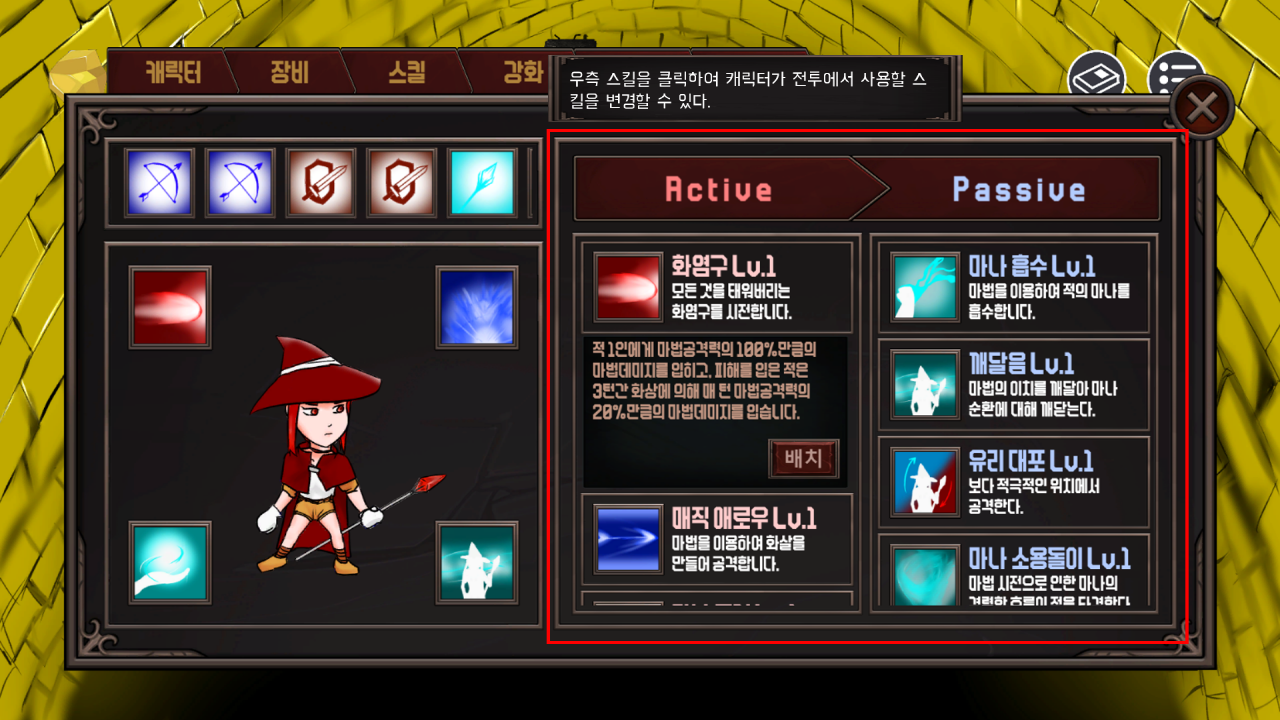 캐릭터
장비
스킬
강화
우측 스킬을 클릭하여 캐릭터가 전투에서 사용할 스
킬을 변경할 수 있다.
Active
Passive
화염구 Lv.1
모든 것을 태워버리는
화염구를 시전합니다.
적 1인에게 마법공격력의 100%만큼의
마법데미지를 입히고, 피해를 입은 적은
3턴간 화상에 의해 매 턴 마법공격력의
20%만큼의 마법데미지를 입습니다.
배치
매직 애로우 Lv.1
마법을 이용하여 화살을
만들어 공격합니다.
마나 흡수 Lv.1
마법을 이용하여 적의 마나를
흡수합니다.
깨달음 Lv.1
마법의 이치를 깨달아 마나
순환에 대해 깨닫는다.
유리 대포 Lv.1
보다 적극적인 위치에서
공격한다.
마나 소용돌이 Lv.1
마법 시전으로 인한 마나의